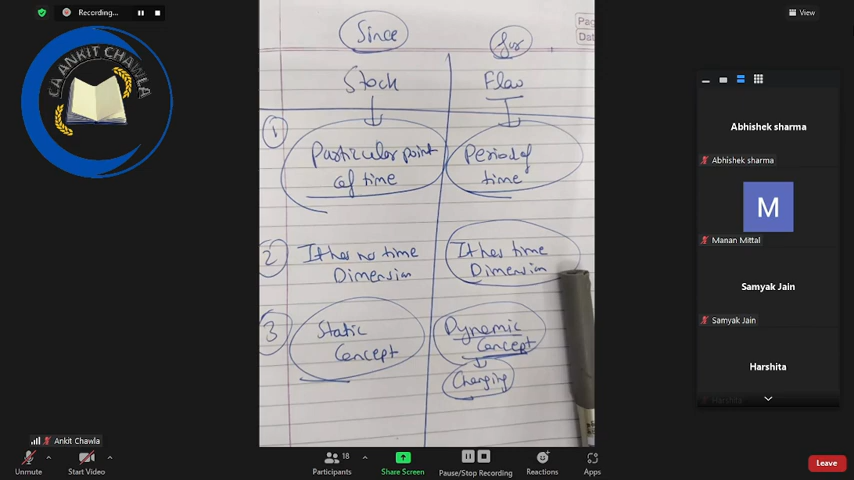 Recording...
View
CA ANKIT CHAWLA
Pag
Dat
Since
for
Stock
Flow
1
Particular point
of time
Period of
time
2
It has no time
Dimension
It has time
Dimension
3
Static
Concept
Dynamic
Concept
Changing
Abhishek sharma
Abhishek sharma
M
Manan Mittal
Samyak Jain
Samyak Jain
Harshita
Harshita
Ankit Chawla
Unmute
Start Video
18
Participants
Share Screen
Pause/Stop Recording
Reactions
Apps
Leave